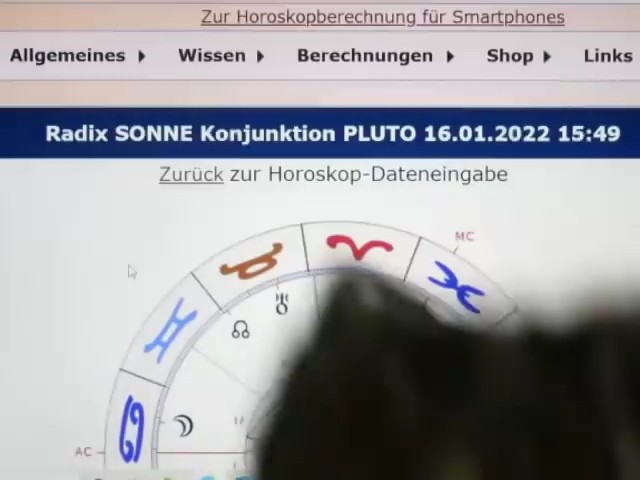 Zur Horoskopberechnung für Smartphones
Allgemeines Wissen Berechnungen Shop Links
Radix SONNE Konjunktion PLUTO 16.01.2022 15:49
Zurück zur Horoskop-Dateneingabe
MC
AC